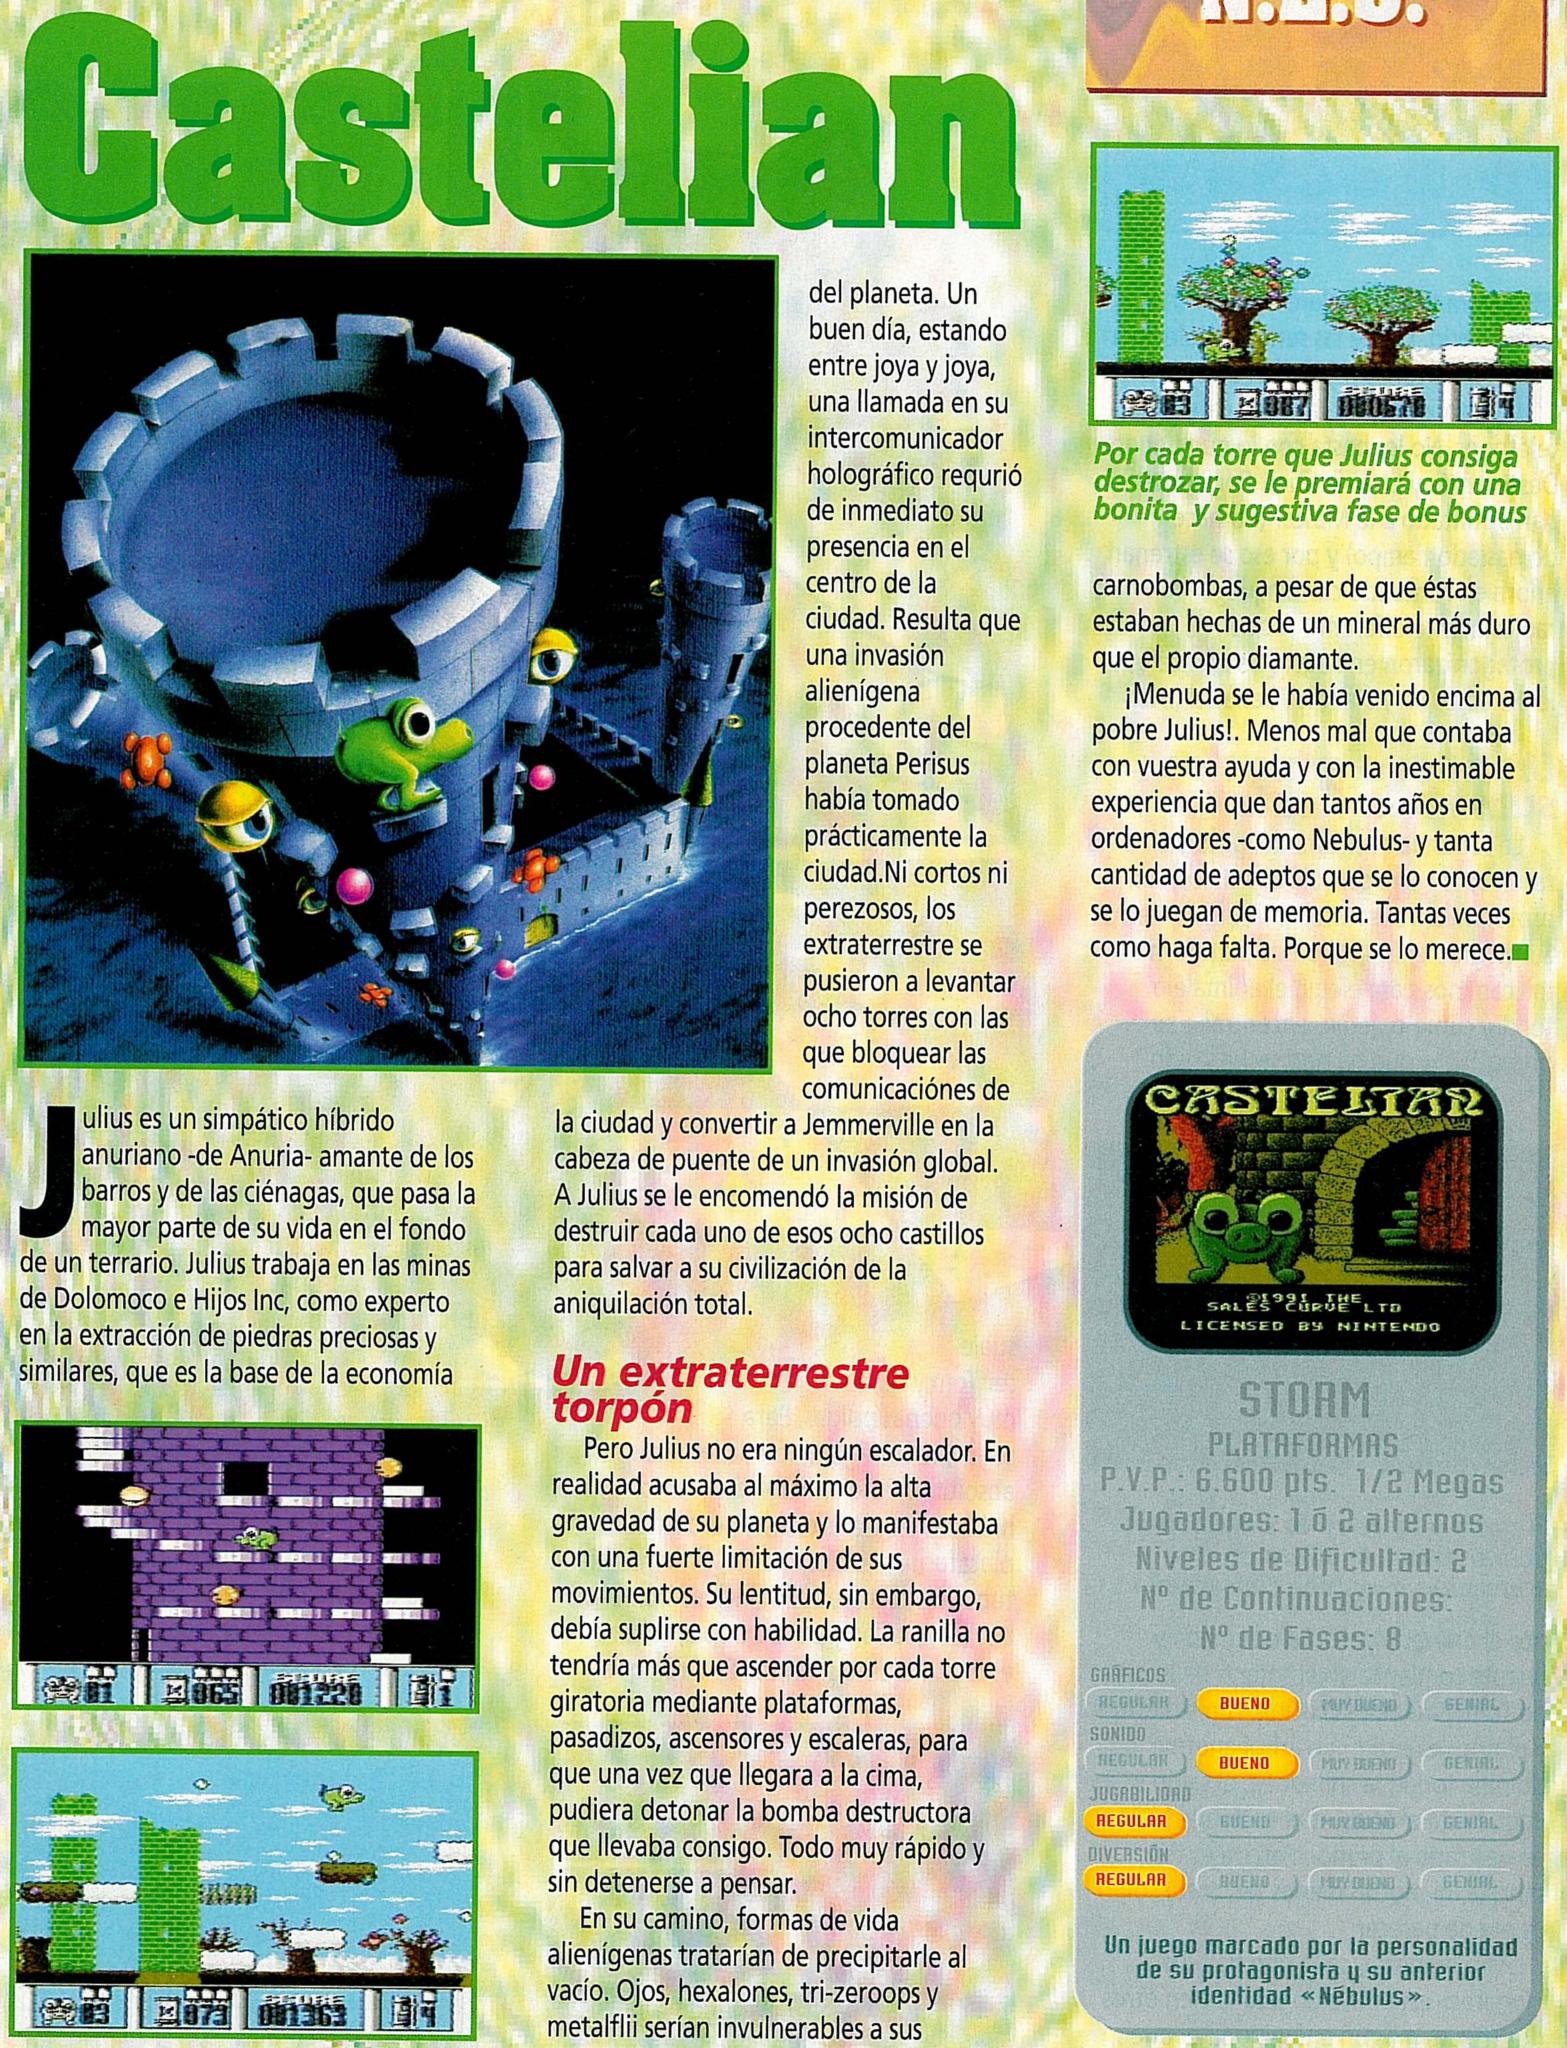 Castelian
N.E.S.
Julius es un simpático híbrido
anuriano -de Anuria- amante de los
barros y de las ciénagas, que pasa la
mayor parte de su vida en el fondo
de un terrario. Julius trabaja en las minas
de Dolomoco e Hijos Inc, como experto
en la extracción de piedras preciosas y
similares, que es la base de la economía
del planeta. Un
buen día, estando
entre joya y joya,
una llamada en su
intercomunicador
holográfico requrió
de inmediato su
presencia en el
centro de la
ciudad. Resulta que
una invasión
alienígena
procedente del
planeta Perisus
había tomado
prácticamente la
ciudad.Ni cortos ni
perezosos, los
extraterrestre se
pusieron a levantar
ocho torres con las
que bloquear las
comunicaciónes de
la ciudad y convertir a Jemmerville en la
cabeza de puente de un invasión global.
A Julius se le encomendó la misión de
destruir cada uno de esos ocho castillos
para salvar a su civilización de la
aniquilación total.
Un extraterrestre
torpón
Pero Julius no era ningún escalador. En
realidad acusaba al máximo la alta
gravedad de su planeta y lo manifestaba
con una fuerte limitación de sus
movimientos. Su lentitud, sin embargo,
debía suplirse con habilidad. La ranilla no
tendría más que ascender por cada torre
giratoria mediante plataformas,
pasadizos, ascensores y escaleras, para
que una vez que llegara a la cima,
pudiera detonar la bomba destructora
que llevaba consigo. Todo muy rápido y
sin detenerse a pensar.
En su camino, formas de vida
alienígenas tratarían de precipitarle al
vacío. Ojos, hexalones, tri-zeroops y
metalflii serían invulnerables a sus
carnobombas, a pesar de que éstas
estaban hechas de un mineral más duro
que el propio diamante.
¡Menuda se le había venido encima al
pobre Julius!. Menos mal que contaba
con vuestra ayuda y con la inestimable
experiencia que dan tantos años en
ordenadores -como Nebulus- y tanta
cantidad de adeptos que se lo conocen y
se lo juegan de memoria. Tantas veces
como haga falta. Porque se lo merece.
03 087 SCORE 000670 4
Por cada torre que Julius consiga
destrozar, se le premiará con una
bonita y sugestiva fase de bonus
01 065 SCORE 001220 1
03 073 SCORE 001363 4
CASTELIAN
©1991 THE
SALES CURVE LTD
LICENSED BY NINTENDO
STORM
PLATAFORMAS
P.V.P.: 6.600 pts. 1/2 Megas
Jugadores: 1 ó 2 alternos
Niveles de Dificultad: 2
Nº de Continuaciones:
Nº de Fases: 8
GRÁFICOS
REGULAR BUENO MUY BUENO GENIAL
SONIDO
REGULAR BUENO MUY BUENO GENIAL
JUGABILIDAD
REGULAR BUENO MUY BUENO GENIAL
DIVERSIÓN
REGULAR BUENO MUY BUENO GENIAL
Un juego marcado por la personalidad
de su protagonista y su anterior
identidad «Nébulus».